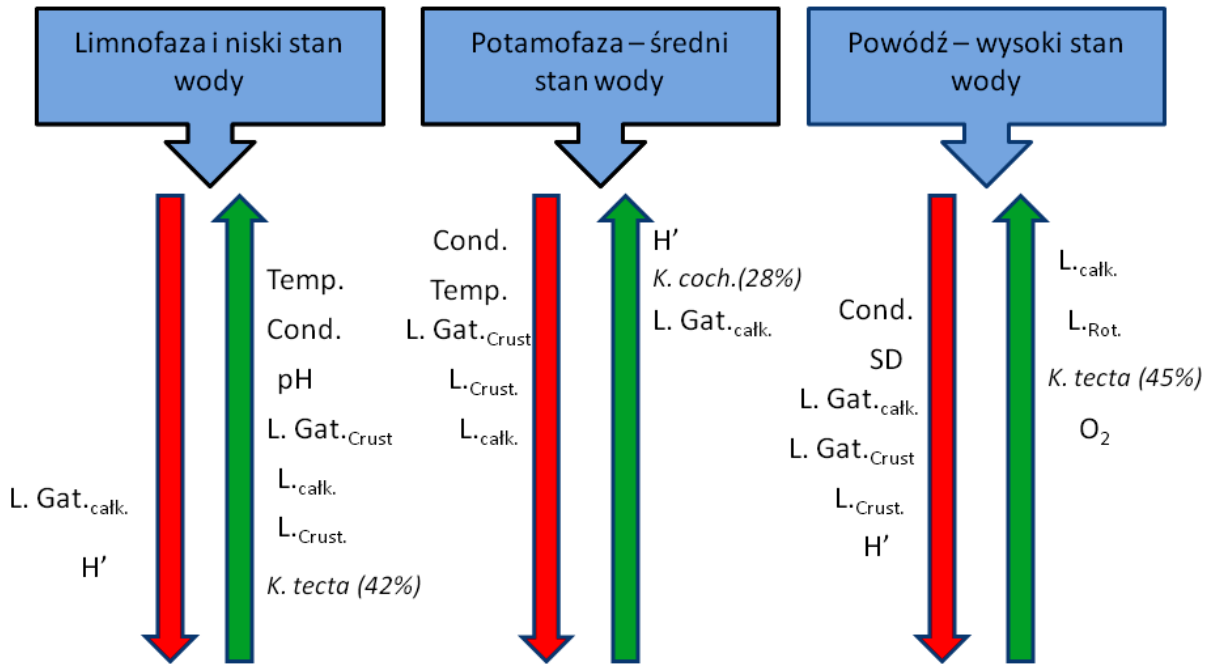 Limnofaza i niski stan
wody
Temp.
Cond.
pH
L. Gat.Crust
L.całk.
L.Crust.
K. tecta (42%)
L. Gat.całk.
H’
Potamofaza – średni
stan wody
Cond.
Temp.
L. Gat.Crust
L.Crust.
L.całk.
H’
K. coch.(28%)
L. Gat.całk.
Powódź – wysoki stan
wody
Cond.
SD
L. Gat.całk.
L. Gat.Crust
L.Crust.
H’
L.całk.
L.Rot.
K. tecta (45%)
O2